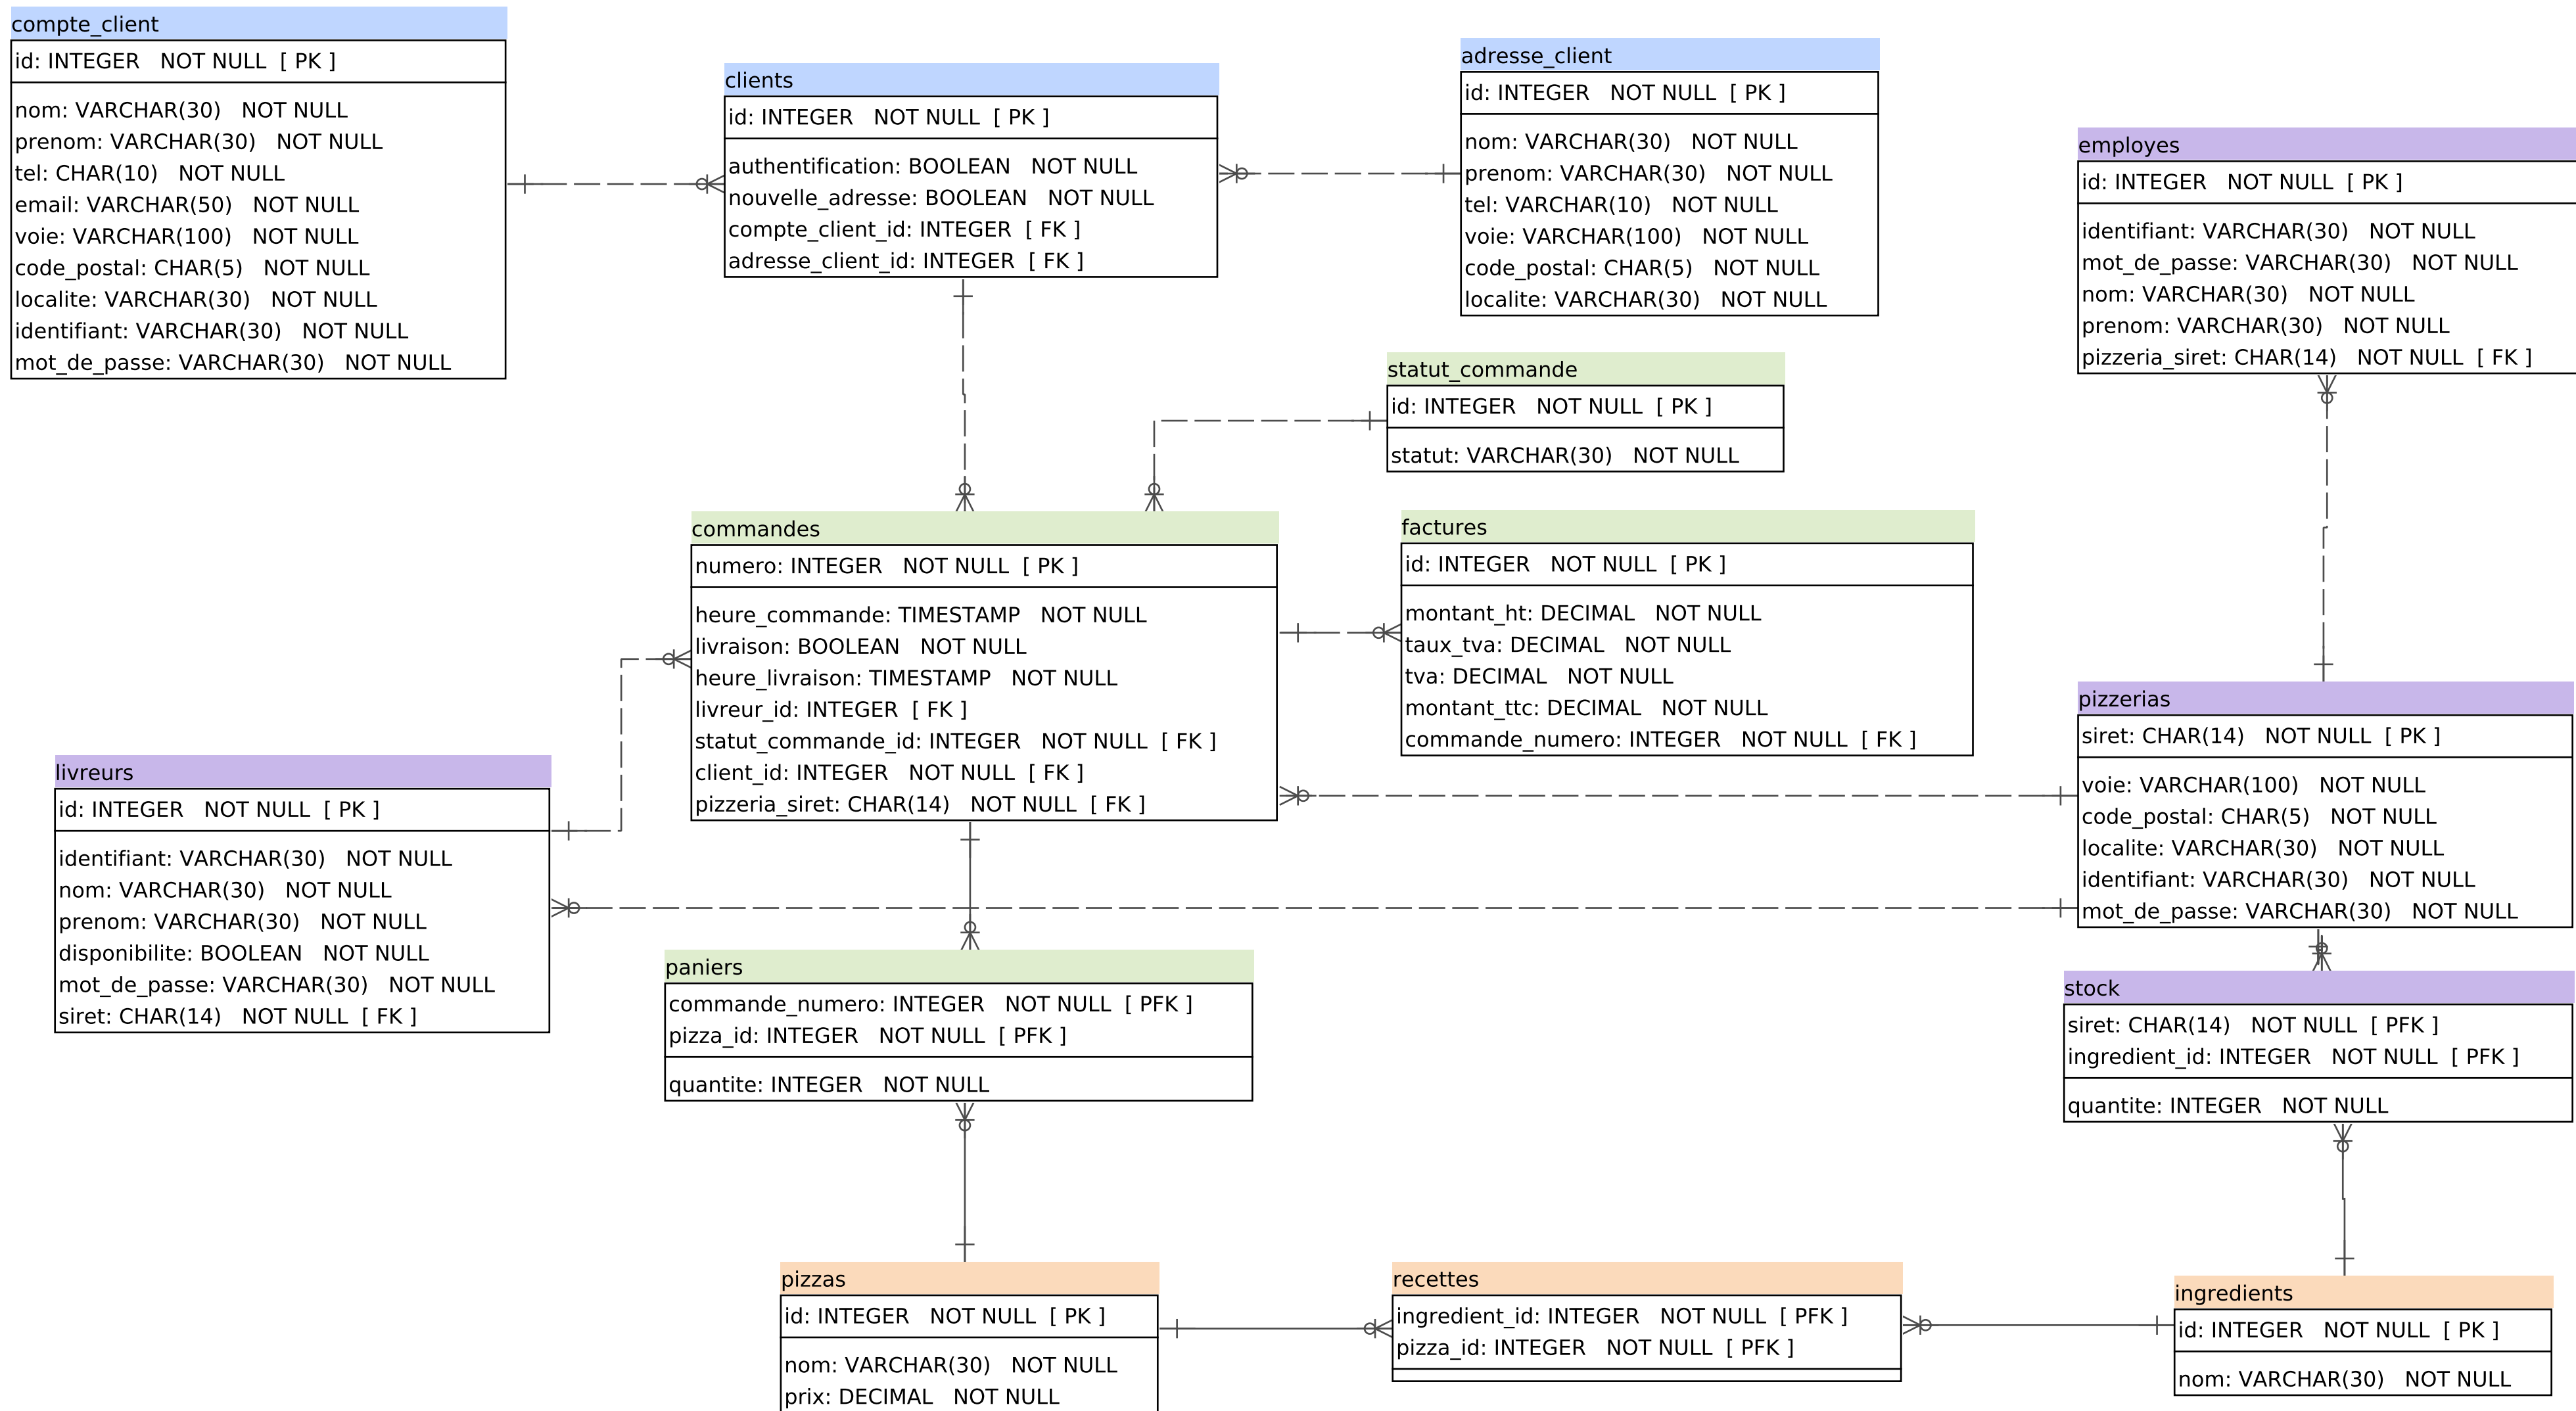 compte_client
id: INTEGER NOT NULL [ PK ]
nom: VARCHAR(30) NOT NULL
prenom: VARCHAR(30) NOT NULL
tel: CHAR(10) NOT NULL
email: VARCHAR(50) NOT NULL
voie: VARCHAR(100) NOT NULL
code_postal: CHAR(5) NOT NULL
localite: VARCHAR(30) NOT NULL
identifiant: VARCHAR(30) NOT NULL
mot_de_passe: VARCHAR(30) NOT NULL
clients
id: INTEGER NOT NULL [ PK ]
authentification: BOOLEAN NOT NULL
nouvelle_adresse: BOOLEAN NOT NULL
compte_client_id: INTEGER [ FK ]
adresse_client_id: INTEGER [ FK ]
adresse_client
id: INTEGER NOT NULL [ PK ]
nom: VARCHAR(30) NOT NULL
prenom: VARCHAR(30) NOT NULL
tel: VARCHAR(10) NOT NULL
voie: VARCHAR(100) NOT NULL
code_postal: CHAR(5) NOT NULL
localite: VARCHAR(30) NOT NULL
employes
id: INTEGER NOT NULL [ PK ]
identifiant: VARCHAR(30) NOT NULL
mot_de_passe: VARCHAR(30) NOT NULL
nom: VARCHAR(30) NOT NULL
prenom: VARCHAR(30) NOT NULL
pizzeria_siret: CHAR(14) NOT NULL [ FK ]
statut_commande
id: INTEGER NOT NULL [ PK ]
statut: VARCHAR(30) NOT NULL
commandes
numero: INTEGER NOT NULL [ PK ]
heure_commande: TIMESTAMP NOT NULL
livraison: BOOLEAN NOT NULL
heure_livraison: TIMESTAMP NOT NULL
livreur_id: INTEGER [ FK ]
statut_commande_id: INTEGER NOT NULL [ FK ]
client_id: INTEGER NOT NULL [ FK ]
pizzeria_siret: CHAR(14) NOT NULL [ FK ]
factures
id: INTEGER NOT NULL [ PK ]
montant_ht: DECIMAL NOT NULL
taux_tva: DECIMAL NOT NULL
tva: DECIMAL NOT NULL
montant_ttc: DECIMAL NOT NULL
commande_numero: INTEGER NOT NULL [ FK ]
pizzerias
siret: CHAR(14) NOT NULL [ PK ]
voie: VARCHAR(100) NOT NULL
code_postal: CHAR(5) NOT NULL
localite: VARCHAR(30) NOT NULL
identifiant: VARCHAR(30) NOT NULL
mot_de_passe: VARCHAR(30) NOT NULL
livreurs
id: INTEGER NOT NULL [ PK ]
identifiant: VARCHAR(30) NOT NULL
nom: VARCHAR(30) NOT NULL
prenom: VARCHAR(30) NOT NULL
disponibilite: BOOLEAN NOT NULL
mot_de_passe: VARCHAR(30) NOT NULL
siret: CHAR(14) NOT NULL [ FK ]
paniers
commande_numero: INTEGER NOT NULL [ PFK ]
pizza_id: INTEGER NOT NULL [ PFK ]
quantite: INTEGER NOT NULL
stock
siret: CHAR(14) NOT NULL [ PFK ]
ingredient_id: INTEGER NOT NULL [ PFK ]
quantite: INTEGER NOT NULL
pizzas
id: INTEGER NOT NULL [ PK ]
nom: VARCHAR(30) NOT NULL
prix: DECIMAL NOT NULL
recettes
ingredient_id: INTEGER NOT NULL [ PFK ]
pizza_id: INTEGER NOT NULL [ PFK ]
ingredients
id: INTEGER NOT NULL [ PK ]
nom: VARCHAR(30) NOT NULL